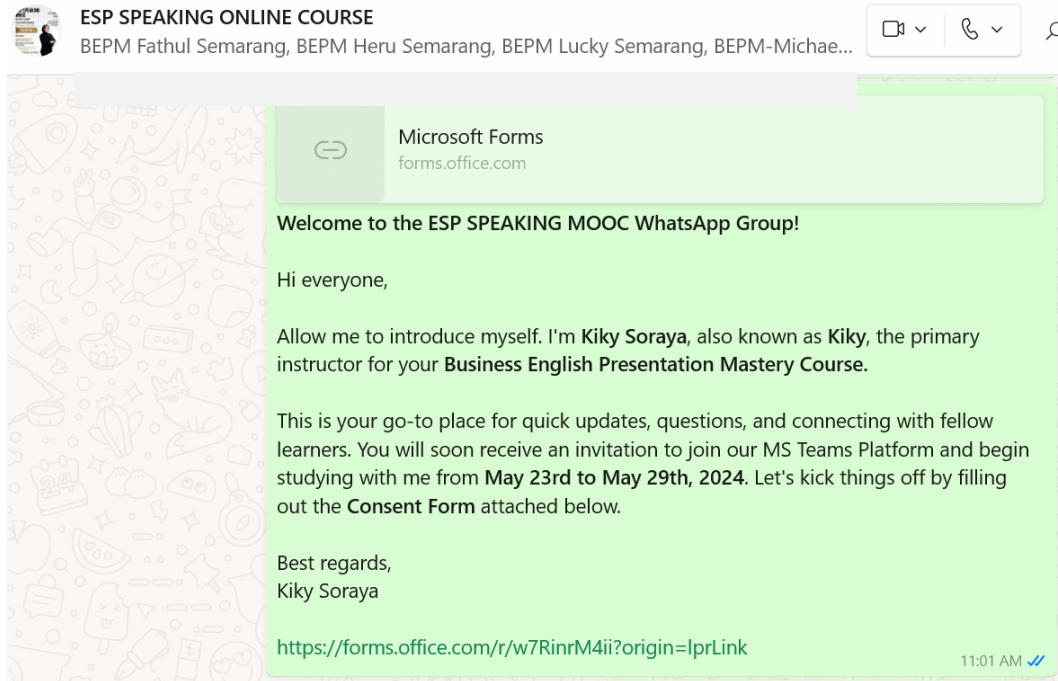 ESP SPEAKING ONLINE COURSE
BEPM Fathul Semarang, BEPM Heru Semarang, BEPM Lucky Semarang, BEPM-Michae...
Microsoft Forms
forms.office.com
Welcome to the ESP SPEAKING MOOC WhatsApp Group!
Hi everyone,
Allow me to introduce myself. I'm Kiky Soraya, also known as Kiky, the primary
instructor for your Business English Presentation Mastery Course.
This is your go-to place for quick updates, questions, and connecting with fellow
learners. You will soon receive an invitation to join our MS Teams Platform and begin
studying with me from May 23rd to May 29th, 2024. Let's kick things off by filling
out the Consent Form attached below.
Best regards,
Kiky Soraya
https://forms.office.com/r/w7RinrM4ii?origin=lprLink
11:01 AM